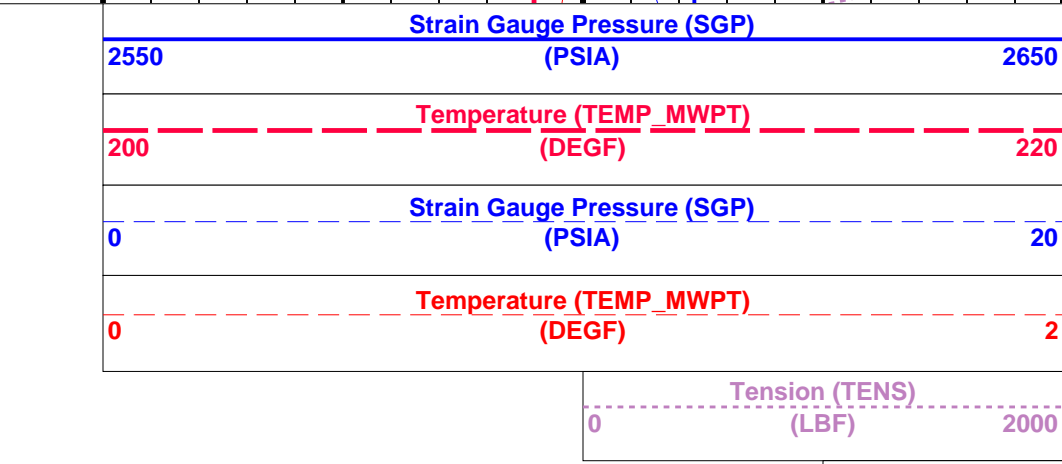 Strain Gauge Pressure (SGP)
2550 (PSIA) 2650
Temperature (TEMP_MWPT)
200 (DEGF) 220
Strain Gauge Pressure (SGP)
0 (PSIA) 20
Temperature (TEMP_MWPT)
0 (DEGF) 2
Tension (TENS)
0 (LBF) 2000